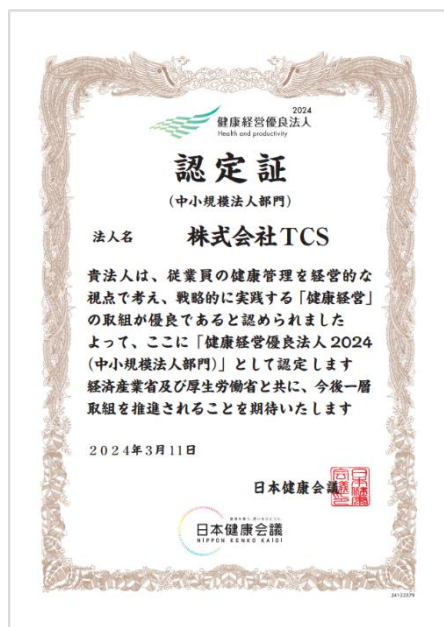 2024
健康経営優良法人
Health and productivity
認定証
(中小規模法人部門)
法人名 株式会社TCS
貴法人は、従業員の健康管理を経営的な
視点で考え、戦略的に実践する「健康経営」
の取組が優良であると認められました
よって、ここに「健康経営優良法人2024
(中小規模法人部門)」として認定します
経済産業省及び厚生労働省と共に、今後一層
取組を推進されることを期待いたします
2024年3月11日
日本健康会議
日本健康会議
NIPPON KENKO KAIGI